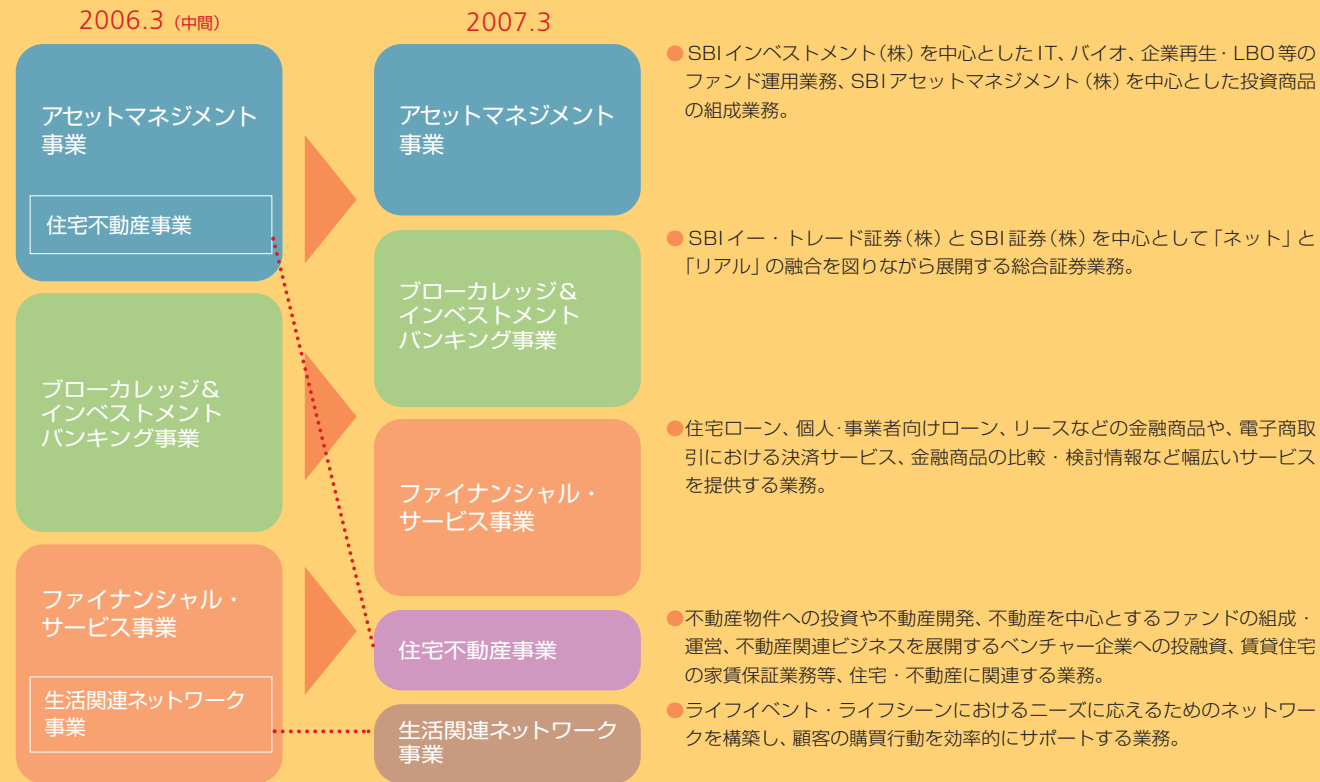 2006.3（中間）
アセットマネジメント
事業
住宅不動産事業
ブローカレッジ&
インベストメント
バンキング事業
ファイナンシャル・
サービス事業
生活関連ネットワーク
事業
2007.3
アセットマネジメント
事業
ブローカレッジ&
インベストメント
バンキング事業
ファイナンシャル・
サービス事業
住宅不動産事業
生活関連ネットワーク
事業
●SBIインベストメント（株）を中心としたIT、バイオ、企業再生・LBO等の
ファンド運用業務、SBIアセットマネジメント（株）を中心とした投資商品
の組成業務。
●SBIイー・トレード証券（株）とSBI証券（株）を中心として「ネット」と
「リアル」の融合を図りながら展開する総合証券業務。
●住宅ローン、個人・事業者向けローン、リースなどの金融商品や、電子商取
引における決済サービス、金融商品の比較・検討情報など幅広いサービス
を提供する業務。
●不動産物件への投資や不動産開発、不動産を中心とするファンドの組成・
運営、不動産関連ビジネスを展開するベンチャー企業への投融資、賃貸住宅
の家賃保証業務等、住宅・不動産に関連する業務。
●ライフイベント・ライフシーンにおけるニーズに応えるためのネットワー
クを構築し、顧客の購買行動を効率的にサポートする業務。